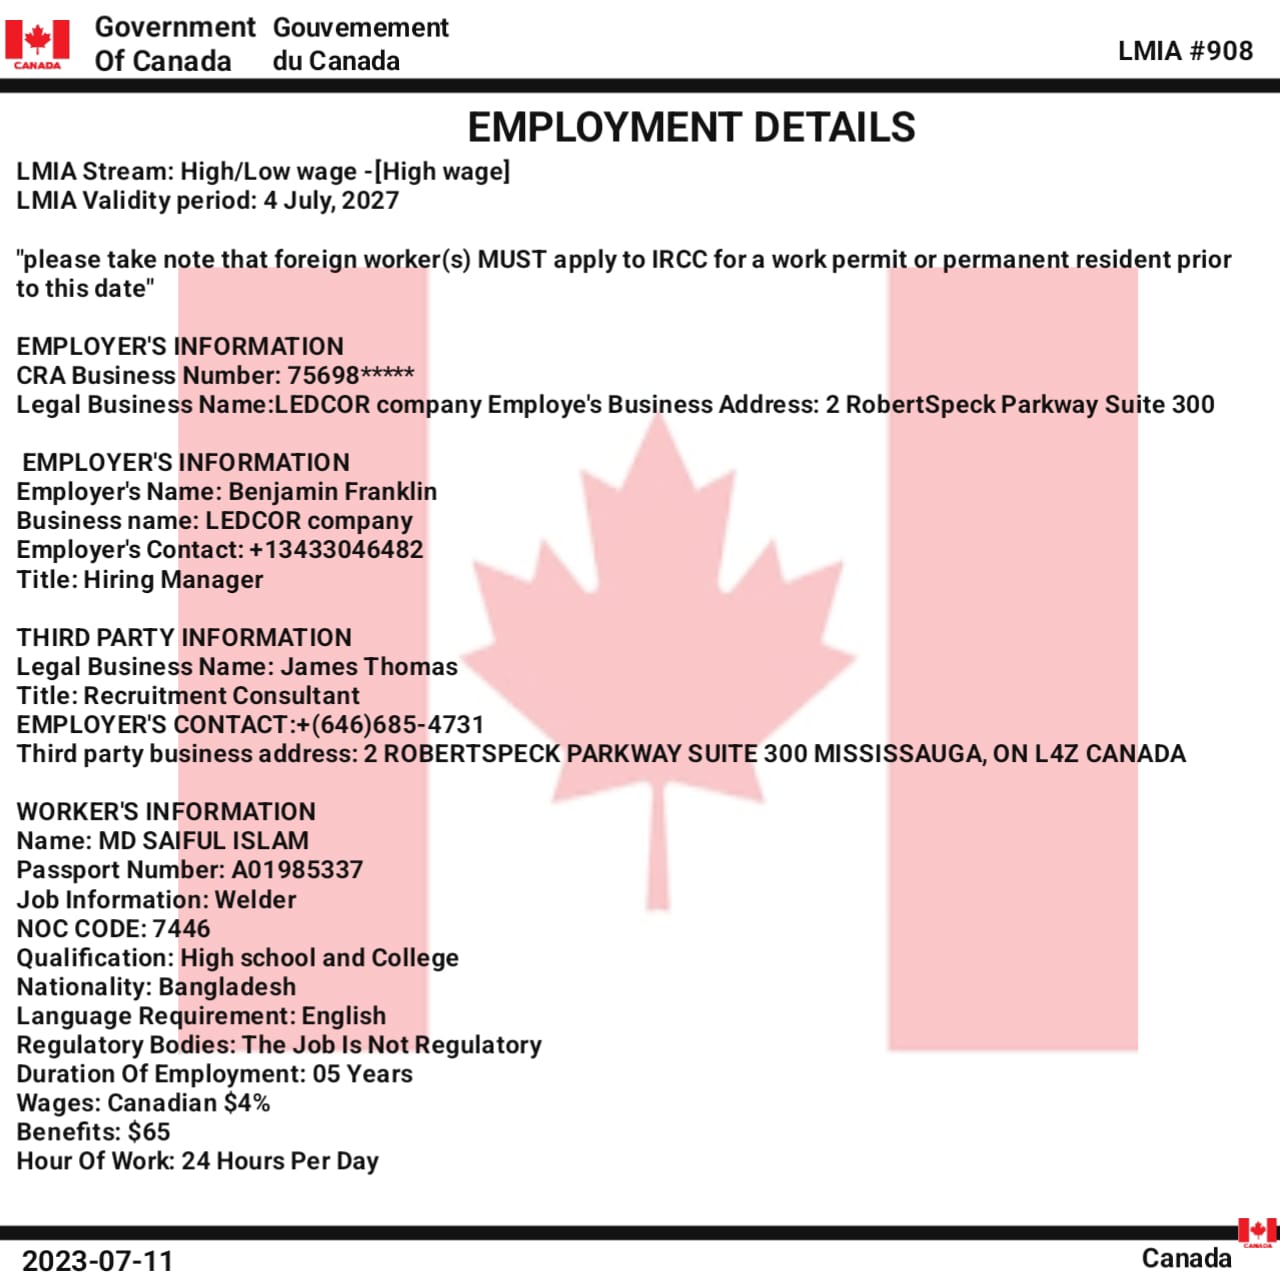 Government Gouvemement
Of Canada du Canada
CANADA
LMIA #908
EMPLOYMENT DETAILS
LMIA Stream: High/Low wage -[High wage]
LMIA Validity period: 4 July, 2027
"please take note that foreign worker(s) MUST apply to IRCC for a work permit or permanent resident prior
to this date"
EMPLOYER'S INFORMATION
CRA Business Number: 75698*****
Legal Business Name:LEDCOR company Employe's Business Address: 2 RobertSpeck Parkway Suite 300
EMPLOYER'S INFORMATION
Employer's Name: Benjamin Franklin
Business name: LEDCOR company
Employer's Contact: +13433046482
Title: Hiring Manager
THIRD PARTY INFORMATION
Legal Business Name: James Thomas
Title: Recruitment Consultant
EMPLOYER'S CONTACT:+(646)685-4731
Third party business address: 2 ROBERTSPECK PARKWAY SUITE 300 MISSISSAUGA, ON L4Z CANADA
WORKER'S INFORMATION
Name: MD SAIFUL ISLAM
Passport Number: A01985337
Job Information: Welder
NOC CODE: 7446
Qualification: High school and College
Nationality: Bangladesh
Language Requirement: English
Regulatory Bodies: The Job Is Not Regulatory
Duration Of Employment: 05 Years
Wages: Canadian $4%
Benefits: $65
Hour Of Work: 24 Hours Per Day
2023-07-11
Canada
CANADA